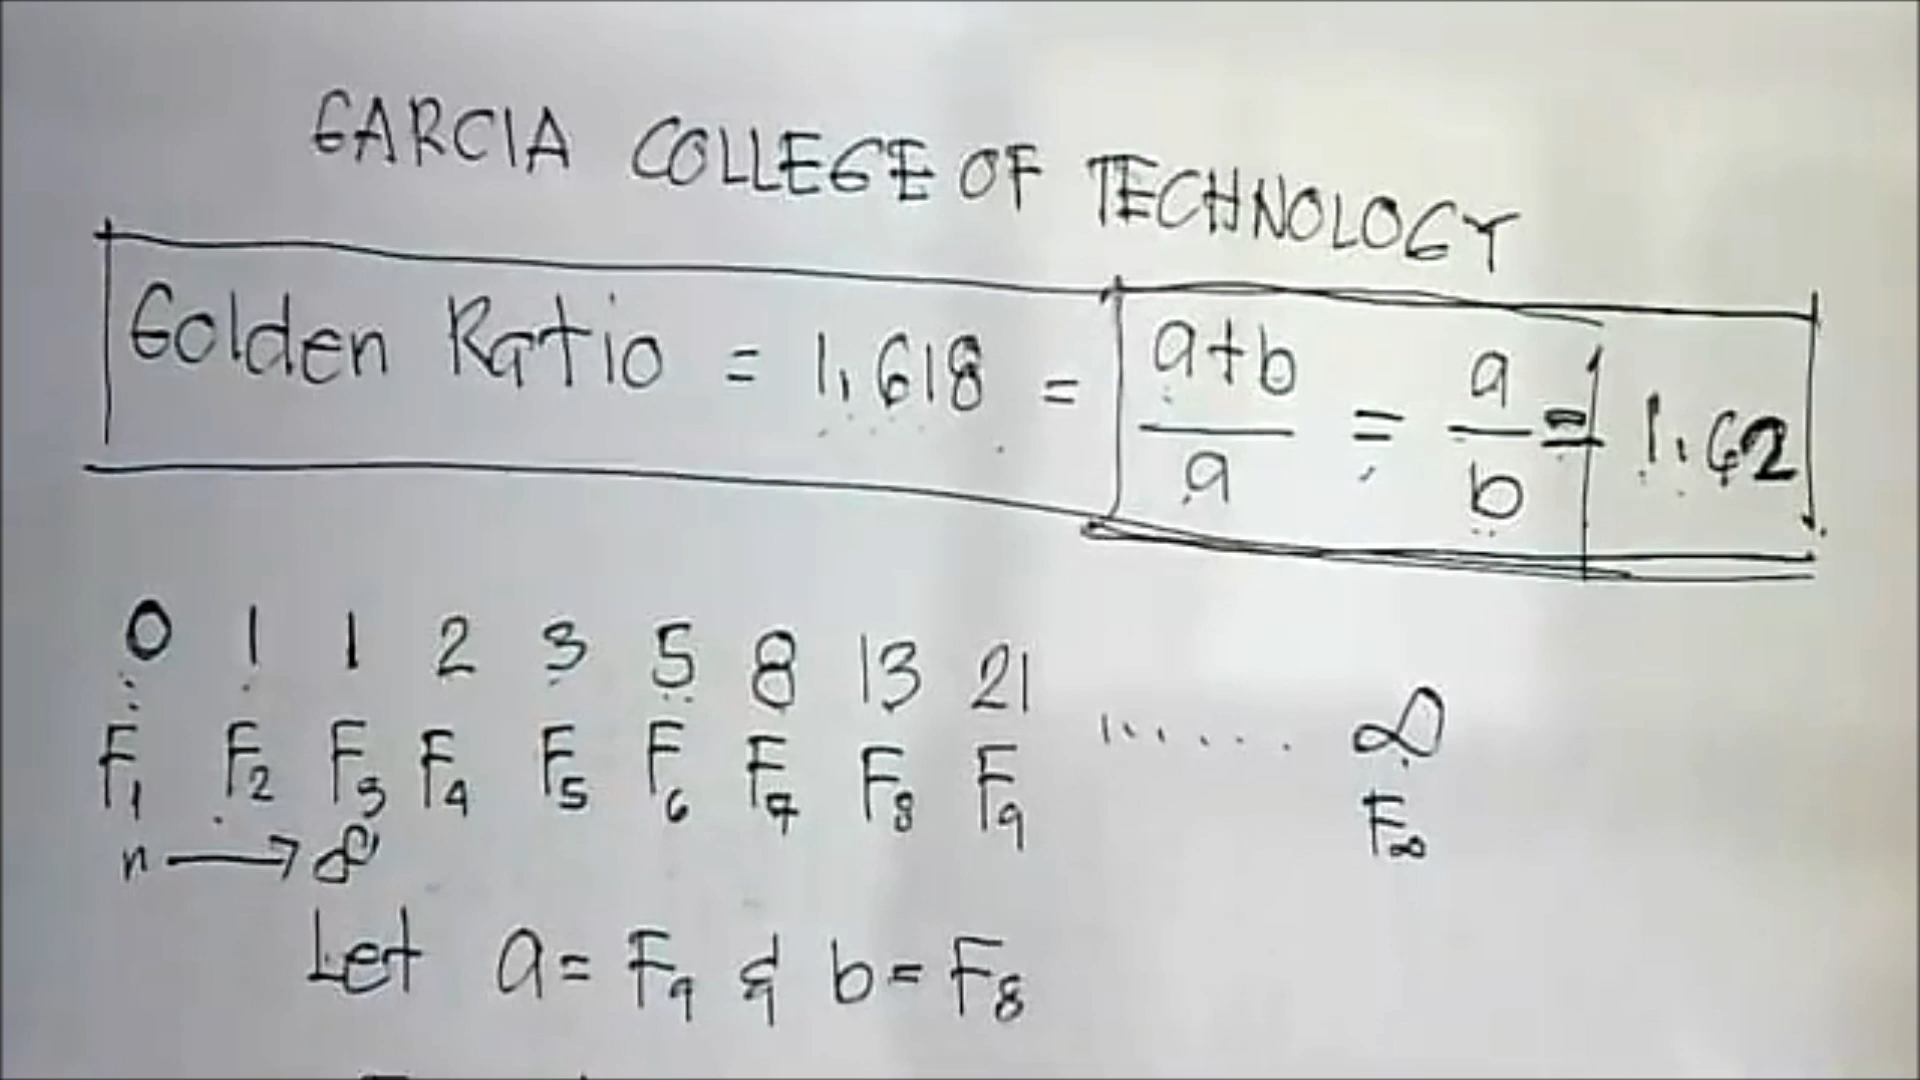 GARCIA COLLEGE OF TECHNOLOGY
Golden Ratio = 1.618 = a+b/a = a/b = 1.62
0 1 1 2 3 5 8 13 21 ...... ∞
F1 F2 F3 F4 F5 F6 F7 F8 F9 F∞
n → ∞
Let a = F9 & b = F8